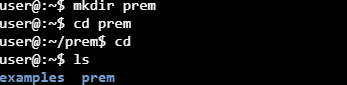 user@:~$ mkdir prem
user@:~$ cd prem
user@:~/prem$ cd
user@:~$ ls
examples  prem